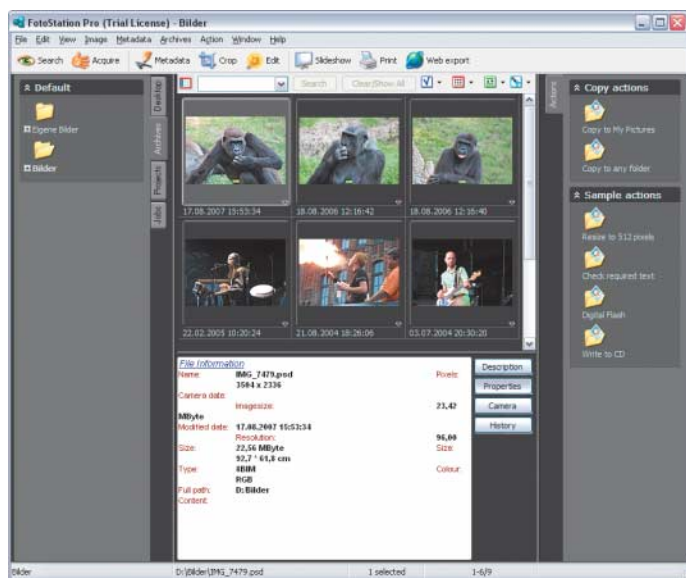 FotoStation Pro (Trial License) - Bilder
File Edit View Image Metadata Archives Action Window Help
Search Acquire Metadata Crop Edit Slideshow Print Web export
Default
Eigene Bilder
Bilder
Desktop
Archives
Projects
Jobs
Search Clear/Show All
17.08.2007 15:53:34 18.08.2006 12:16:42 18.08.2006 12:16:40
22.02.2005 10:20:24 21.08.2004 18:26:06 03.07.2004 20:30:20
File Information
Name: IMG_7479.psd Pixels:
3504 x 2336
Camera date:
Imagesize: 23,42
MByte
Modified date: 17.08.2007 15:53:34
Resolution: 96,00
Size: 22,56 MByte Size:
92,7 * 61,8 cm
Type: 8BIM Colour:
RGB
Full path: D:Bilder
Content:
Description
Properties
Camera
History
Actions
Copy actions
Copy to My Pictures
Copy to any folder
Sample actions
Resize to 512 pixels
Check required text
Digital Flash
Write to CD
Bilder D:\Bilder\IMG_7479.psd 1 selected 1-6/9